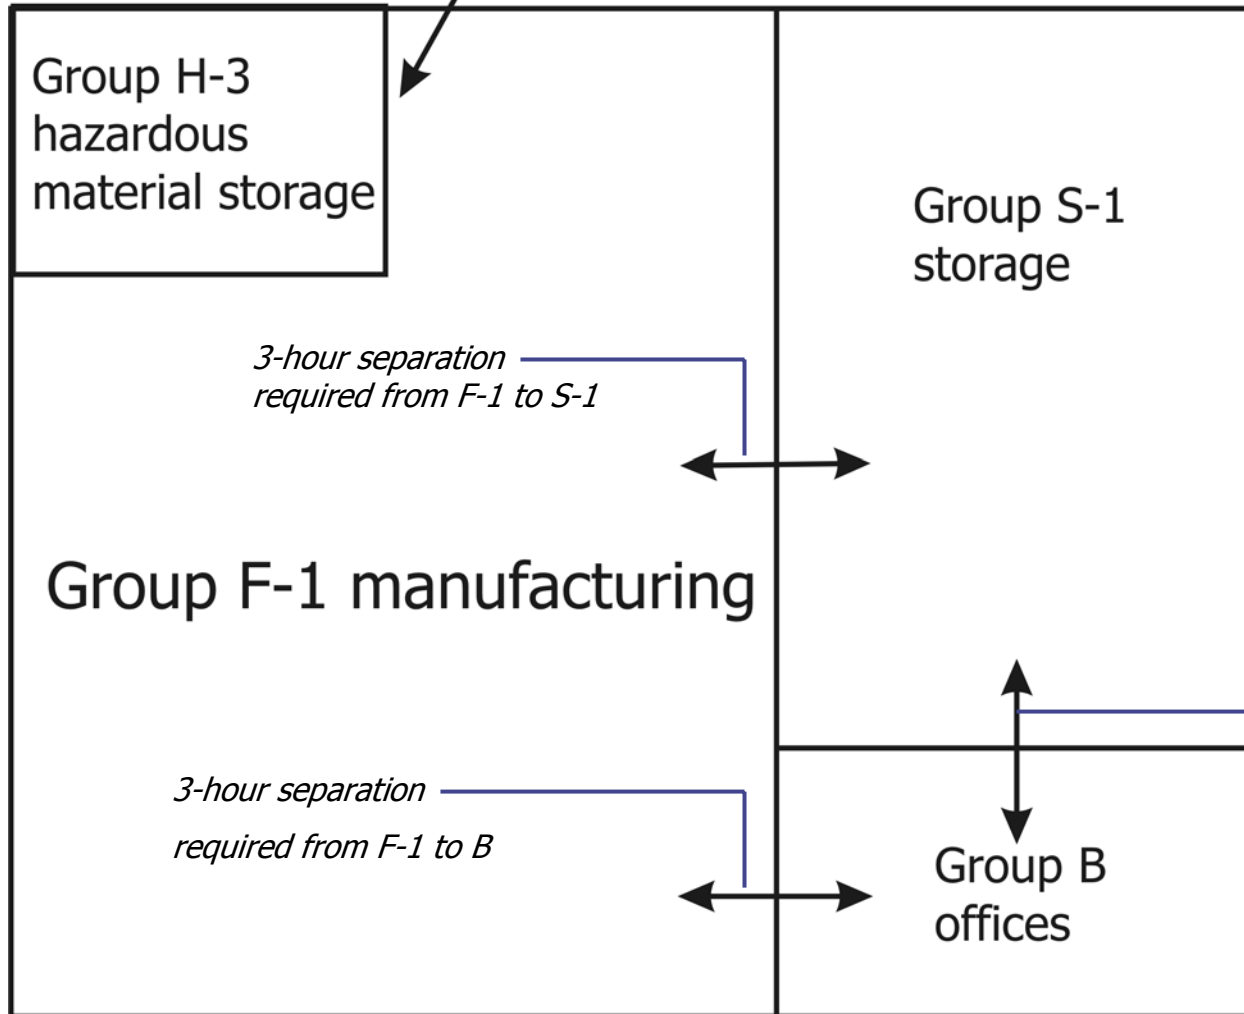 Group H-3
hazardous
material storage
Group S-1
storage
3-hour separation
required from F-1 to S-1
Group F-1 manufacturing
3-hour separation
required from F-1 to B
Group B
offices